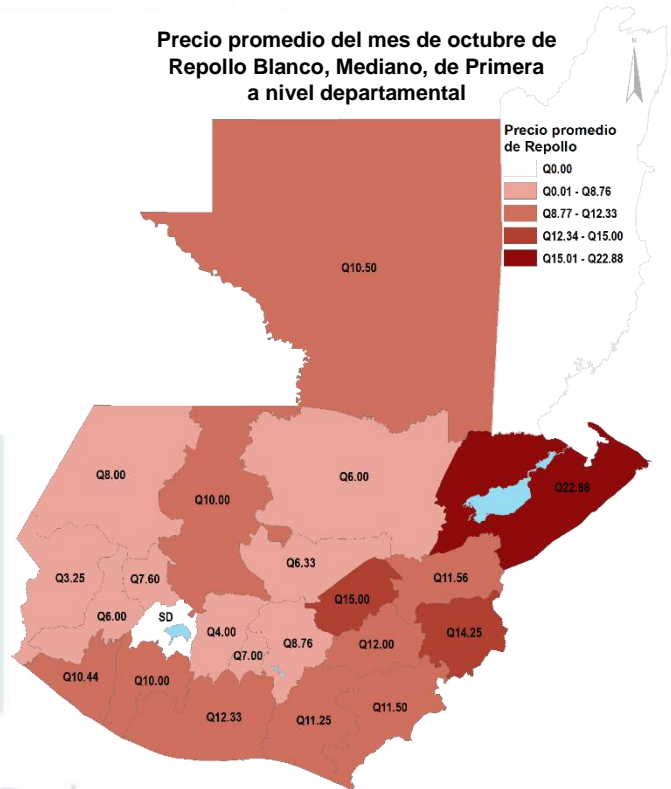 Precio promedio del mes de octubre de
Repollo Blanco, Mediano, de Primera
a nivel departamental
N
Precio promedio
de Repollo
Q0.00
Q0.01 - Q8.76
Q8.77 - Q12.33
Q12.34 - Q15.00
Q15.01 - Q22.88
Q10.50
Q8.00
Q10.00
Q6.00
Q22.88
Q6.33
Q3.25
Q7.60
Q11.56
Q15.00
Q6.00
SD
Q4.00
Q7.00
Q8.76
Q12.00
Q14.25
Q10.44
Q10.00
Q12.33
Q11.25
Q11.50